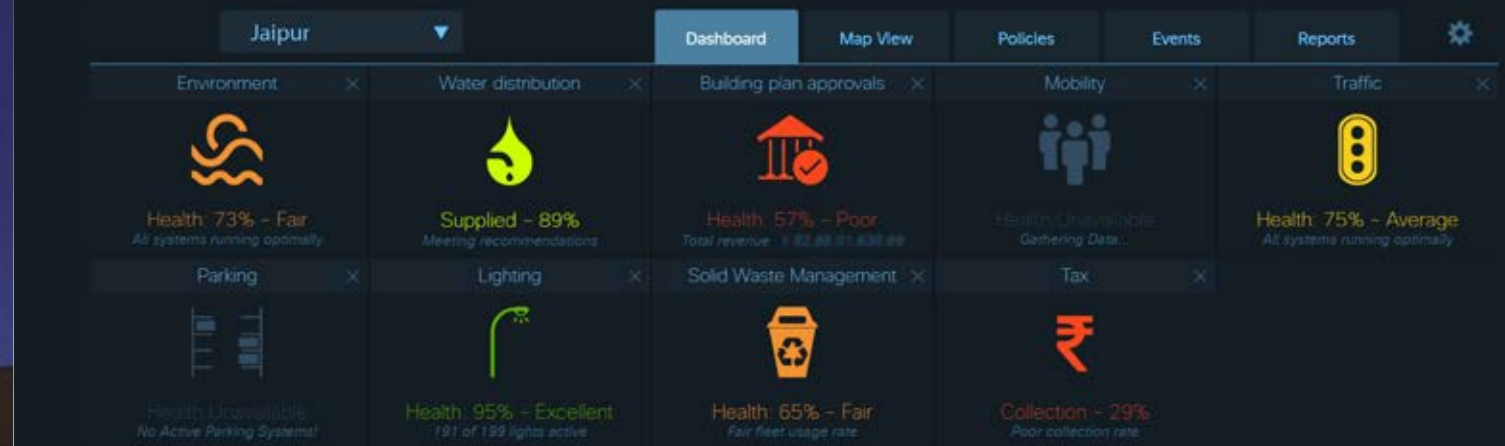 Jaipur
Dashboard
Map View
Policies
Events
Reports
Environment
Water distribution
Building plan approvals
Mobility
Traffic
Health: 73% - Fair
All systems running optimally
Supplied - 89%
Meeting recommendations
Health: 57% - Poor
Total revenue
Health Unavailable
Gathering Data...
Health: 75% - Average
All systems running optimally
Parking
Lighting
Solid Waste Management
Tax
Health Unavailable
No Active Parking Systems!
Health: 95% - Excellent
191 of 199 lights active
Health: 65% - Fair
Fair fleet usage rate
Collection - 29%
Poor collection rate